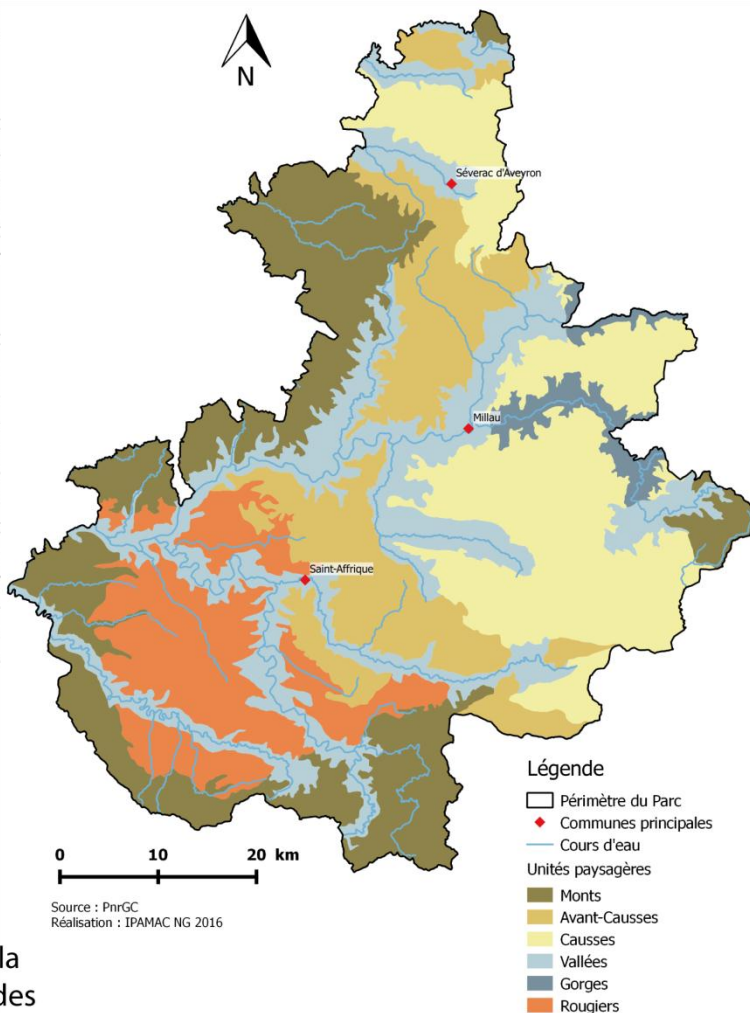 N
Séverac d'Aveyron
Millau
Saint-Affrique
Légende
Périmètre du Parc
Communes principales
Cours d'eau
Unités paysagères
Monts
Avant-Causses
Causses
Vallées
Gorges
Rougiers
0 10 20 km
Source : PnrGC
Réalisation : IPAMAC NG 2016
la
des